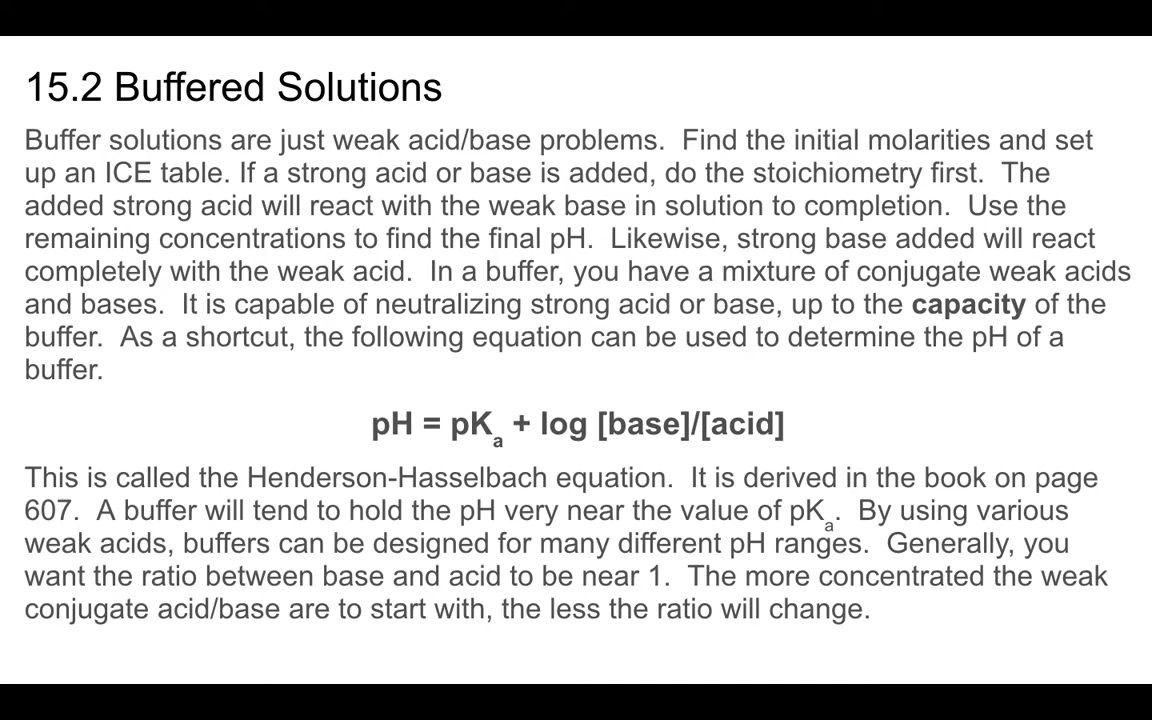 15.2 Buffered Solutions
Buffer solutions are just weak acid/base problems.  Find the initial molarities and set
up an ICE table. If a strong acid or base is added, do the stoichiometry first.  The
added strong acid will react with the weak base in solution to completion.  Use the
remaining concentrations to find the final pH.  Likewise, strong base added will react
completely with the weak acid.  In a buffer, you have a mixture of conjugate weak acids
and bases.  It is capable of neutralizing strong acid or base, up to the capacity of the
buffer.  As a shortcut, the following equation can be used to determine the pH of a
buffer.
pH = pKa + log [base]/[acid]
This is called the Henderson-Hasselbach equation.  It is derived in the book on page
607.  A buffer will tend to hold the pH very near the value of pKa.  By using various
weak acids, buffers can be designed for many different pH ranges.  Generally, you
want the ratio between base and acid to be near 1.  The more concentrated the weak
conjugate acid/base are to start with, the less the ratio will change.